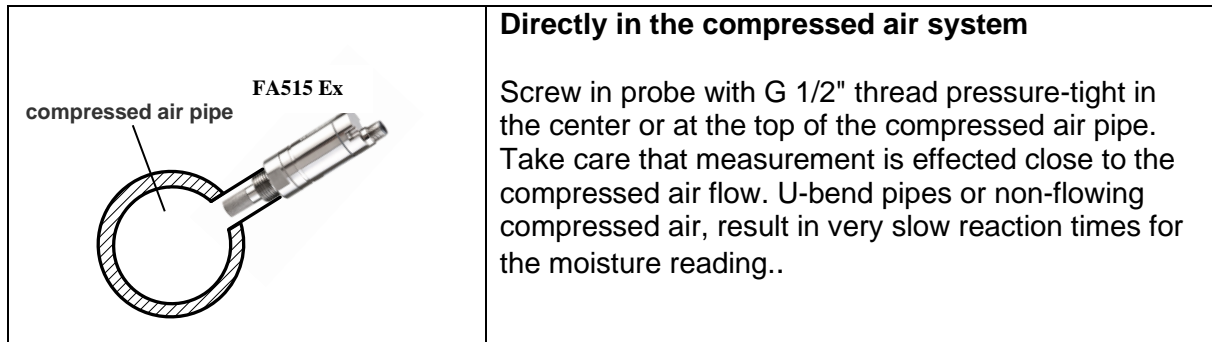 FA515 Ex
compressed air pipe
Directly in the compressed air system
Screw in probe with G 1/2" thread pressure-tight in
the center or at the top of the compressed air pipe.
Take care that measurement is effected close to the
compressed air flow. U-bend pipes or non-flowing
compressed air, result in very slow reaction times for
the moisture reading..